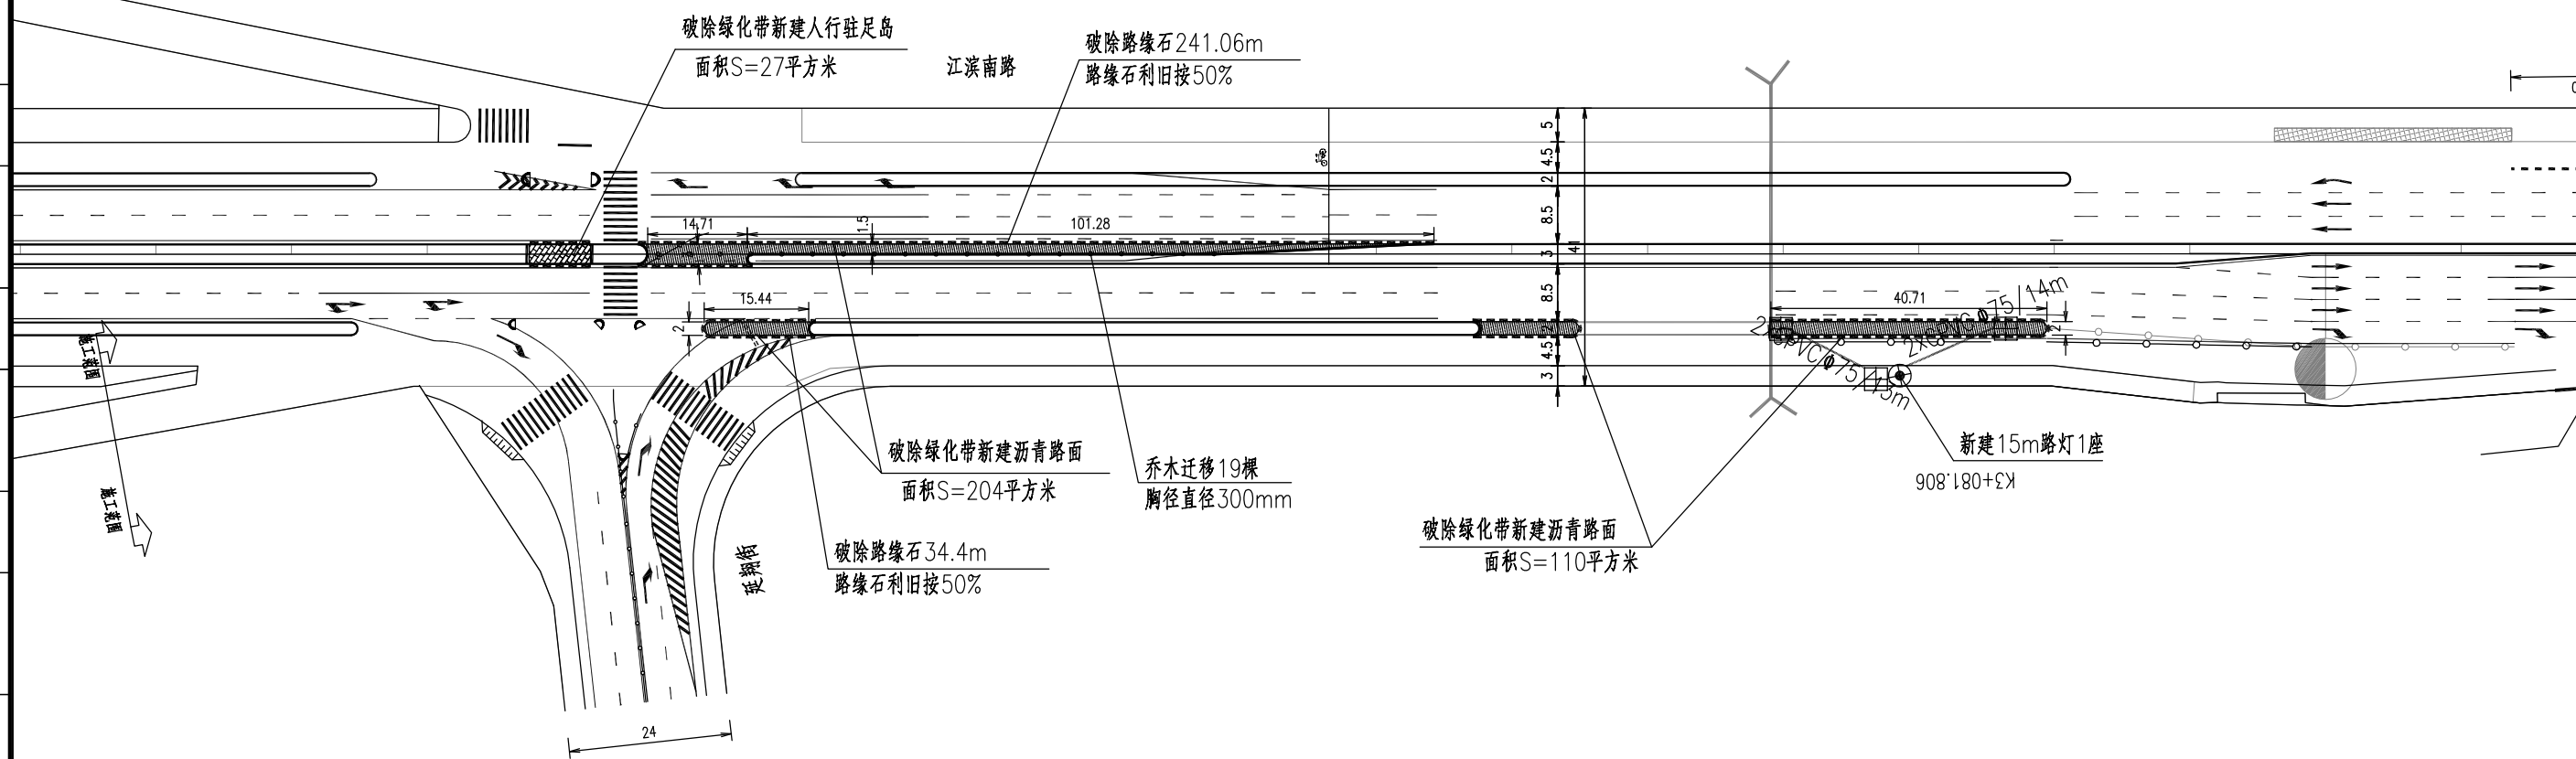 破除绿化带新建人行驻足岛
面积S=27平方米
江滨南路
破除路缘石241.06m
路缘石利旧按50%
5
4.5
2
8.5
3
41
8.5
2
4.5
3
14.71
1.5
101.28
15.44
2
40.71
2
2xCPVCΦ75/14m
施工范围
施工范围
破除绿化带新建沥青路面
面积S=204平方米
乔木迁移19棵
胸径直径300mm
新建15m路灯1座
K3+081.806
破除绿化带新建沥青路面
面积S=110平方米
破除路缘石34.4m
路缘石利旧按50%
延翔街
24